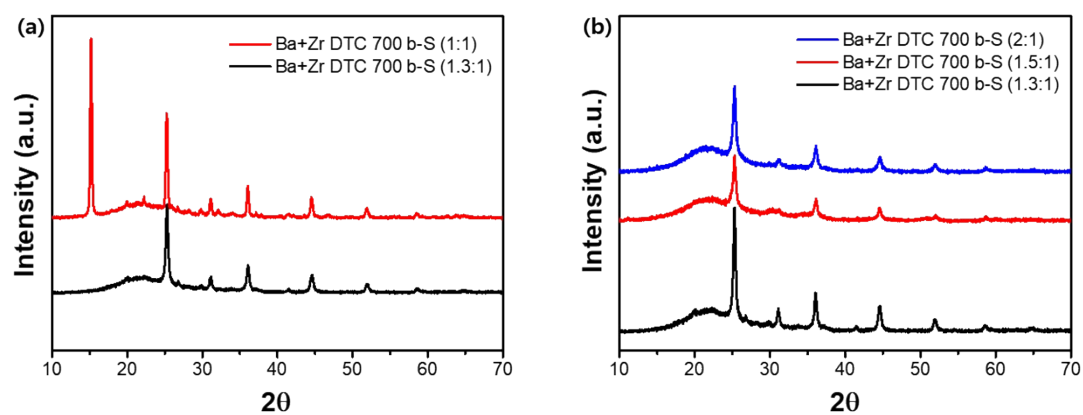 (a)
Ba+Zr DTC 700 b-S (1:1)
Ba+Zr DTC 700 b-S (1.3:1)
Intensity (a.u.)
10 20 30 40 50 60 70
2θ
(b)
Ba+Zr DTC 700 b-S (2:1)
Ba+Zr DTC 700 b-S (1.5:1)
Ba+Zr DTC 700 b-S (1.3:1)
Intensity (a.u.)
10 20 30 40 50 60 70
2θ